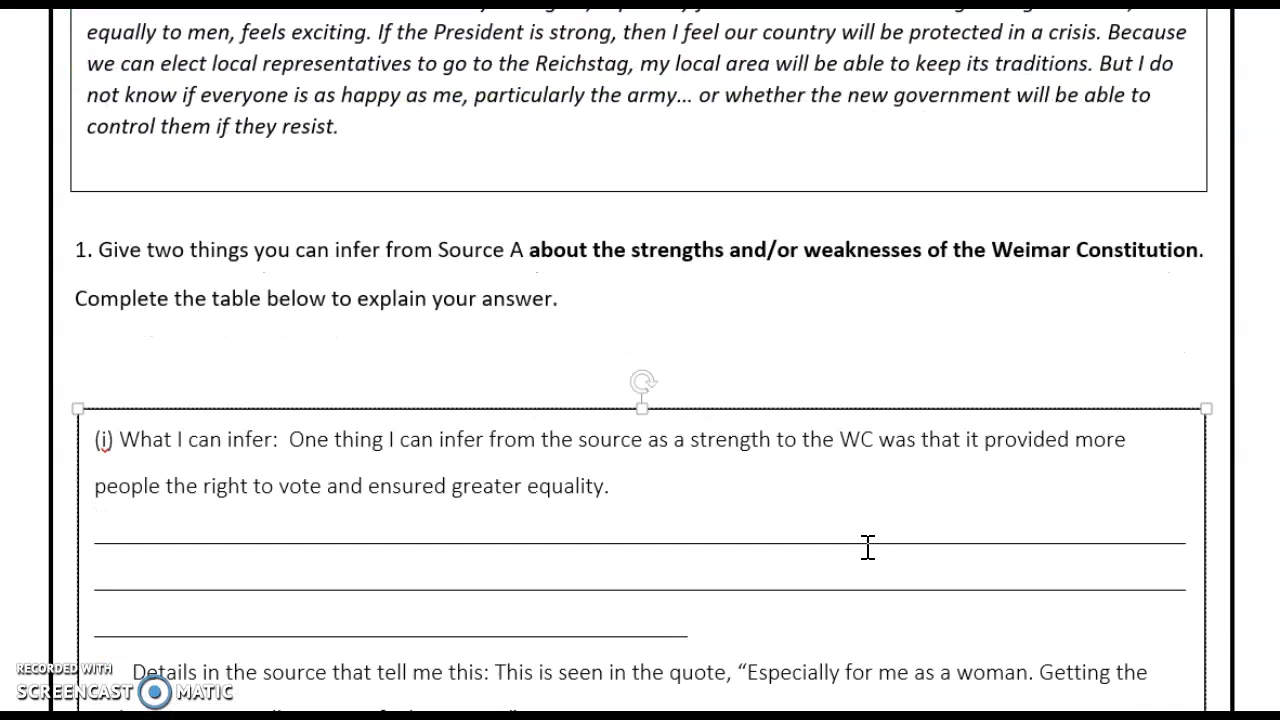 equally to men, feels exciting. If the President is strong, then I feel our country will be protected in a crisis. Because
we can elect local representatives to go to the Reichstag, my local area will be able to keep its traditions. But I do
not know if everyone is as happy as me, particularly the army... or whether the new government will be able to
control them if they resist.
1. Give two things you can infer from Source A about the strengths and/or weaknesses of the Weimar Constitution.
Complete the table below to explain your answer.
(i) What I can infer:  One thing I can infer from the source as a strength to the WC was that it provided more
people the right to vote and ensured greater equality.
Details in the source that tell me this: This is seen in the quote, “Especially for me as a woman. Getting the
RECORDED WITH
SCREENCAST MATIC